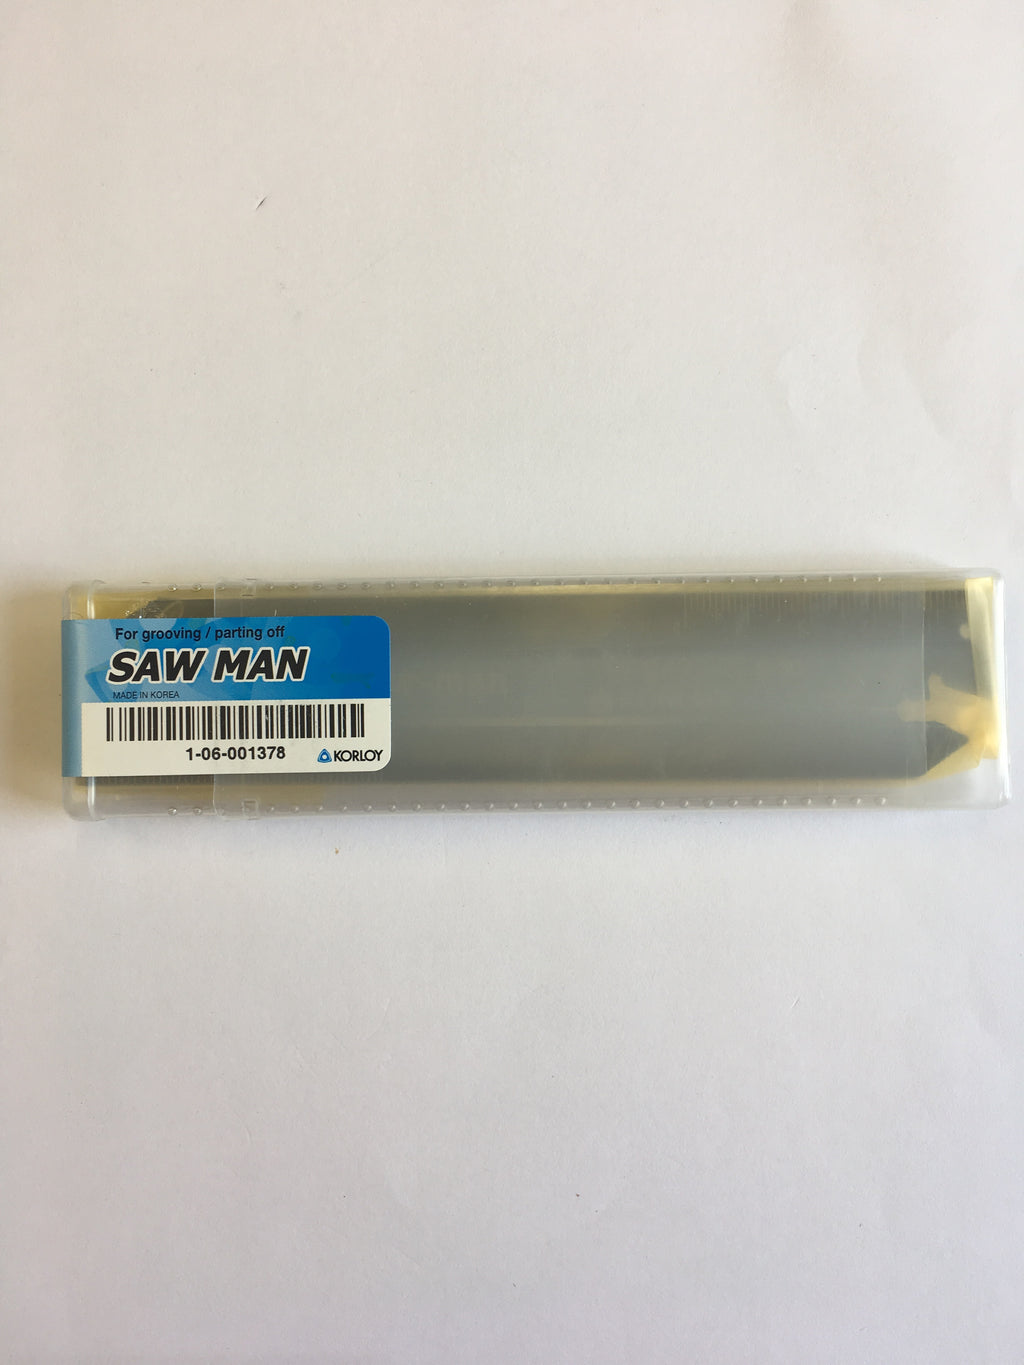 For grooving / parting off
SAW MAN
MADE IN KOREA
1-06-001378
KORLOY